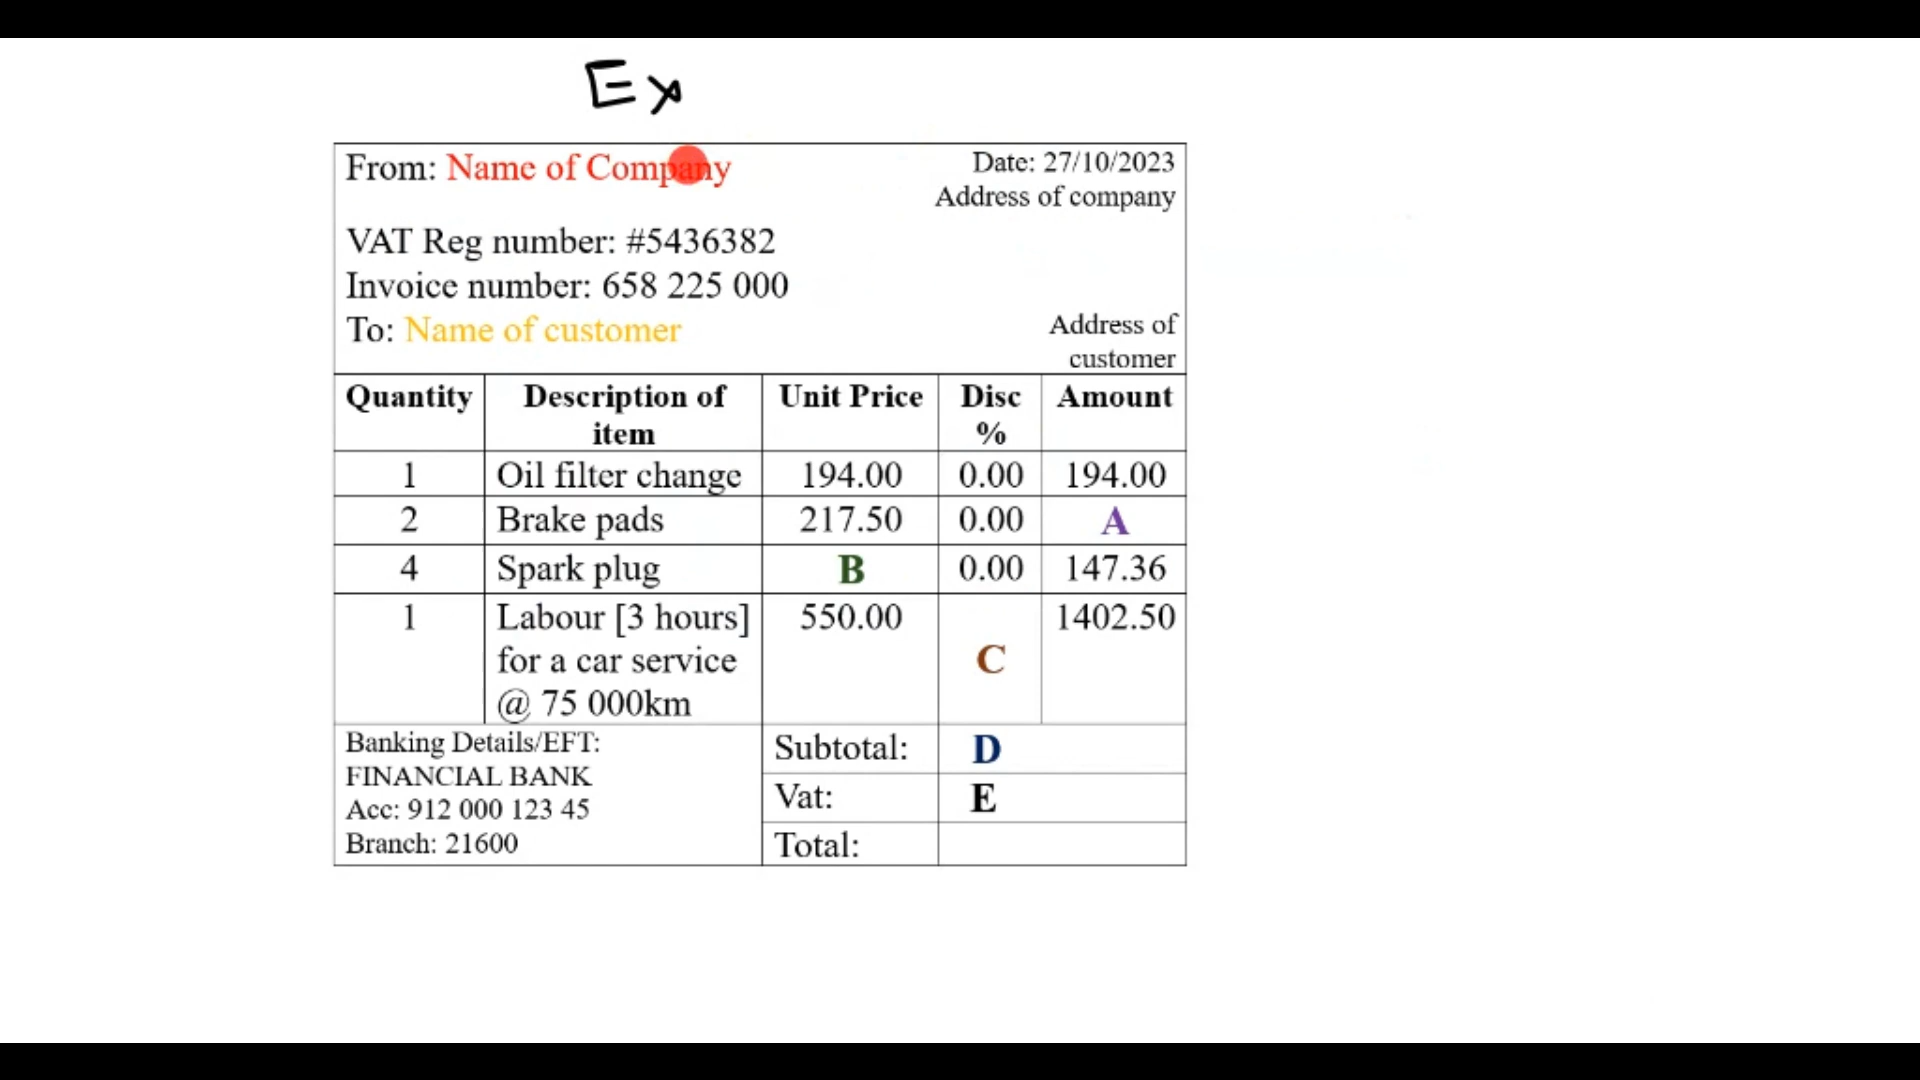 Ex
From: Name of Company
Date: 27/10/2023
Address of company
VAT Reg number: #5436382
Invoice number: 658 225 000
To: Name of customer
Address of
customer
Quantity Description of item Unit Price Disc % Amount
1 Oil filter change 194.00 0.00 194.00
2 Brake pads 217.50 0.00 A
4 Spark plug B 0.00 147.36
1 Labour [3 hours] 550.00 C 1402.50
for a car service
@ 75 000km
Banking Details/EFT:
FINANCIAL BANK
Acc: 912 000 123 45
Branch: 21600
Subtotal: D
Vat: E
Total: